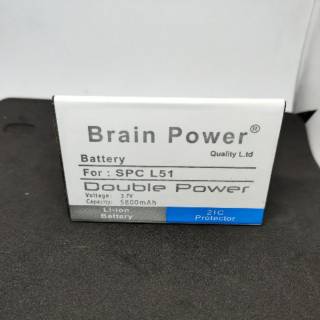 Brain Power®
Quality L.td
Battery
For : SPC L51
Double Power
Voltage: 3.7V
Capacity: 5800mAh
Li-ion
Battery
21C
Protector